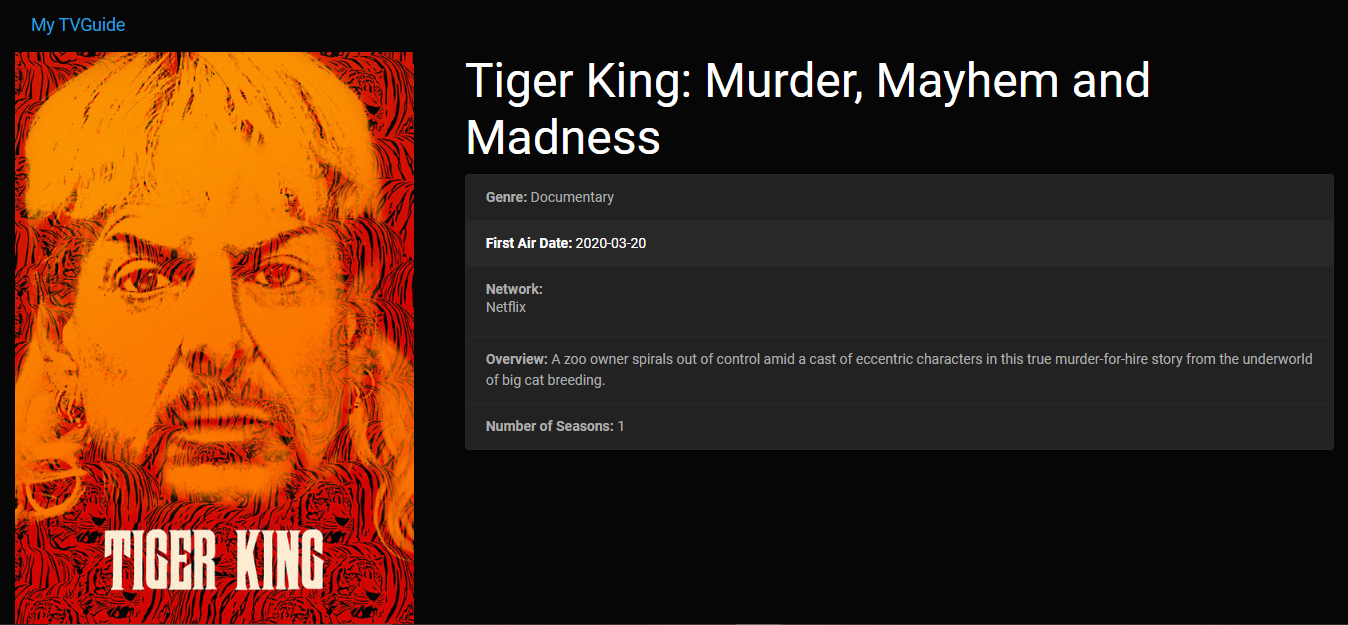 My TVGuide
Tiger King: Murder, Mayhem and
Madness
Genre: Documentary
First Air Date: 2020-03-20
Network:
Netflix
Overview: A zoo owner spirals out of control amid a cast of eccentric characters in this true murder-for-hire story from the underworld
of big cat breeding.
Number of Seasons: 1
TIGER KING